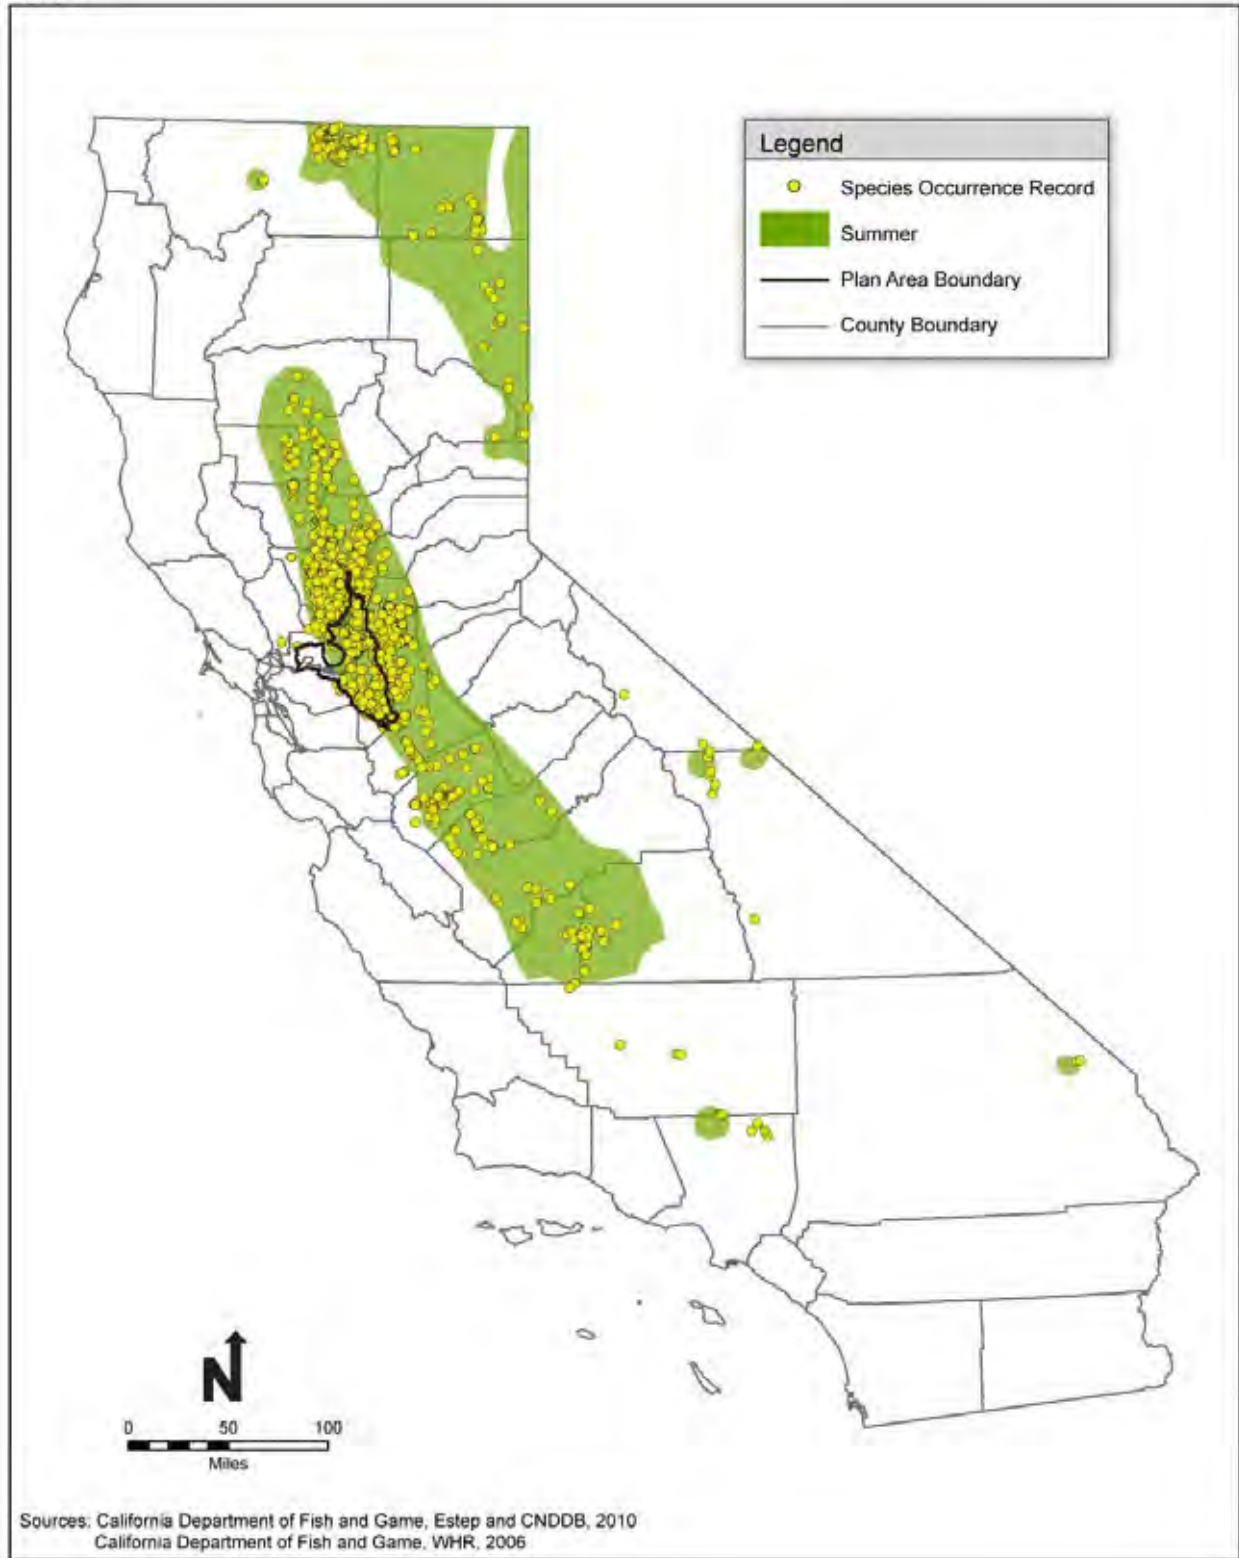 Legend
Species Occurrence Record
Summer
Plan Area Boundary
County Boundary
N
0 50 100
Miles
Sources: California Department of Fish and Game, Estep and CNDDB, 2010
California Department of Fish and Game, WHR, 2006